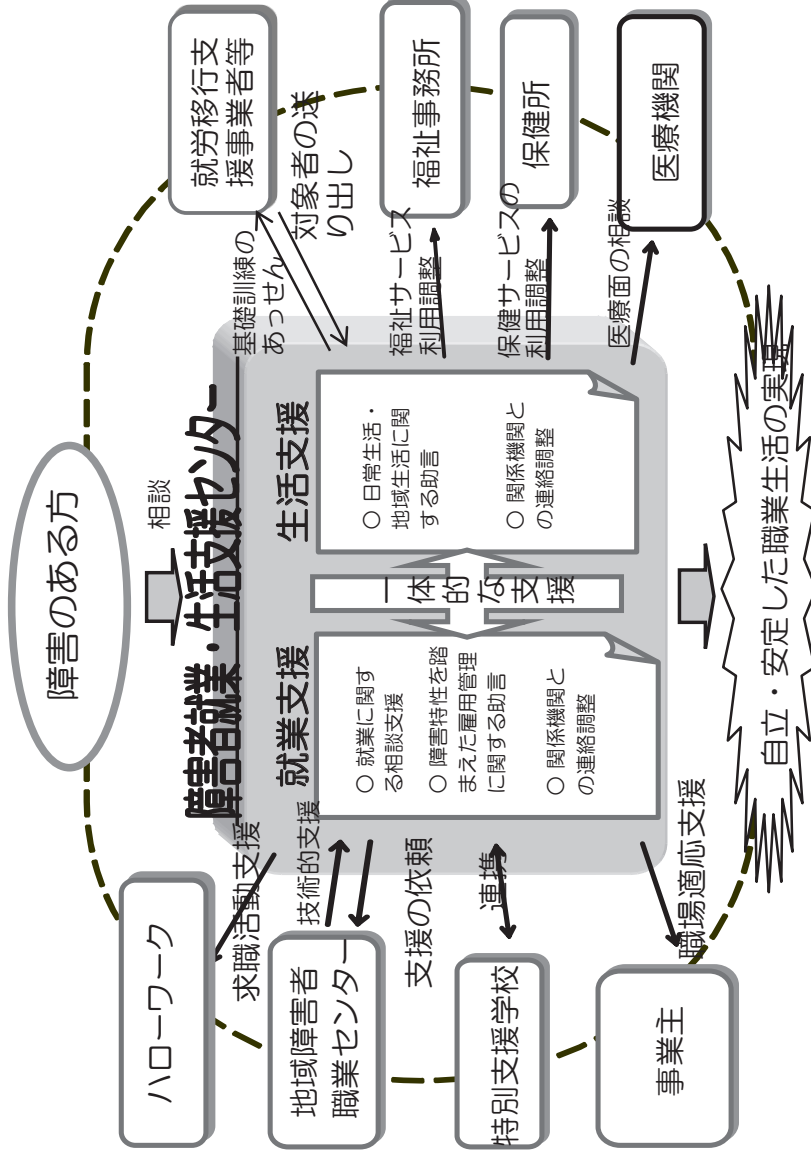 障害のある方
相談
障害者就業・生活支援センター
ハローワーク
求職活動支援
地域障害者
職業センター
技術的支援
支援の依頼
特別支援学校
連携
事業主
職場適応支援
就業支援
○ 就業に関す
る相談支援
○ 障害特性を踏
まえた雇用管理
に関する助言
○ 関係機関と
の連絡調整
一体的な支援
生活支援
○ 日常生活・
地域生活に関
する助言
○ 関係機関と
の連絡調整
就労移行支
援事業者等
基礎訓練の
あっせん
対象者の送
り出し
福祉事務所
福祉サービス
利用調整
保健所
保健サービスの
利用調整
医療機関
医療面の相談
自立・安定した職業生活の実現